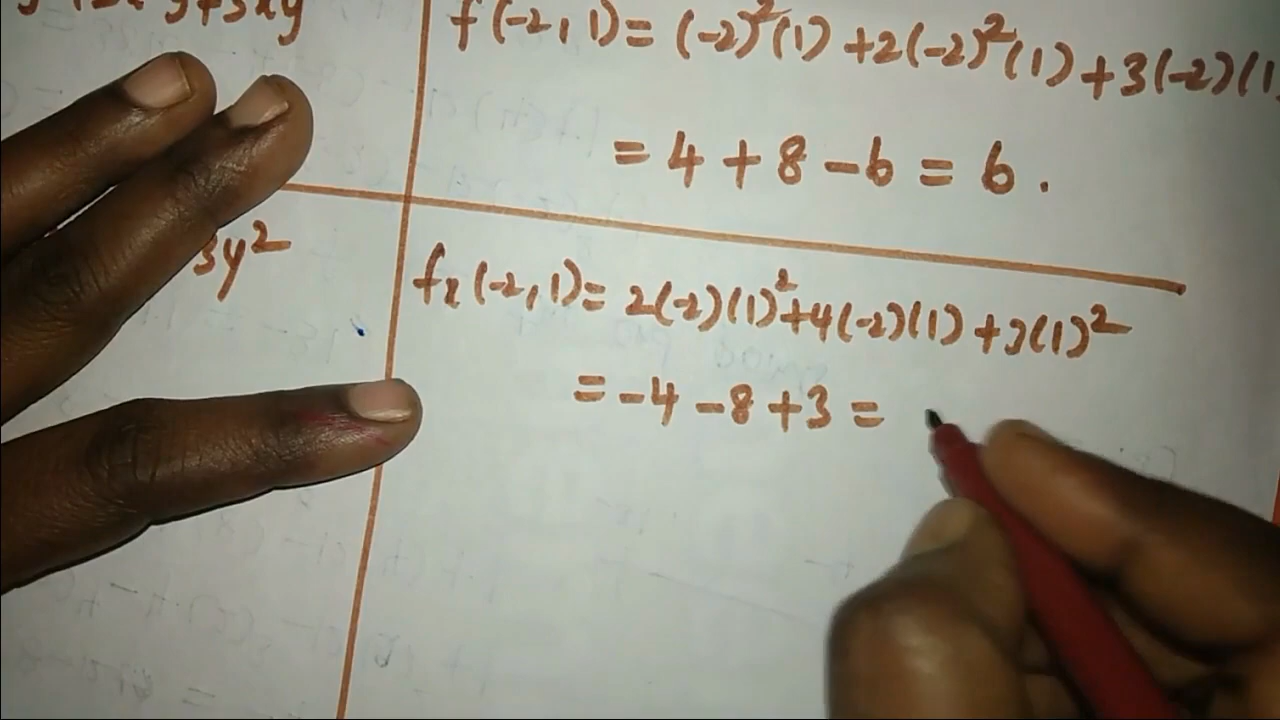 f(-2,1)= (-2)²(1) +2(-2)²(1)+3(-2)(1
= 4 + 8 - 6 = 6 .
3y²
fx(-2,1)= 2(-2)(1)²+4(-2)(1)+3(1)²
= -4 -8 +3 =